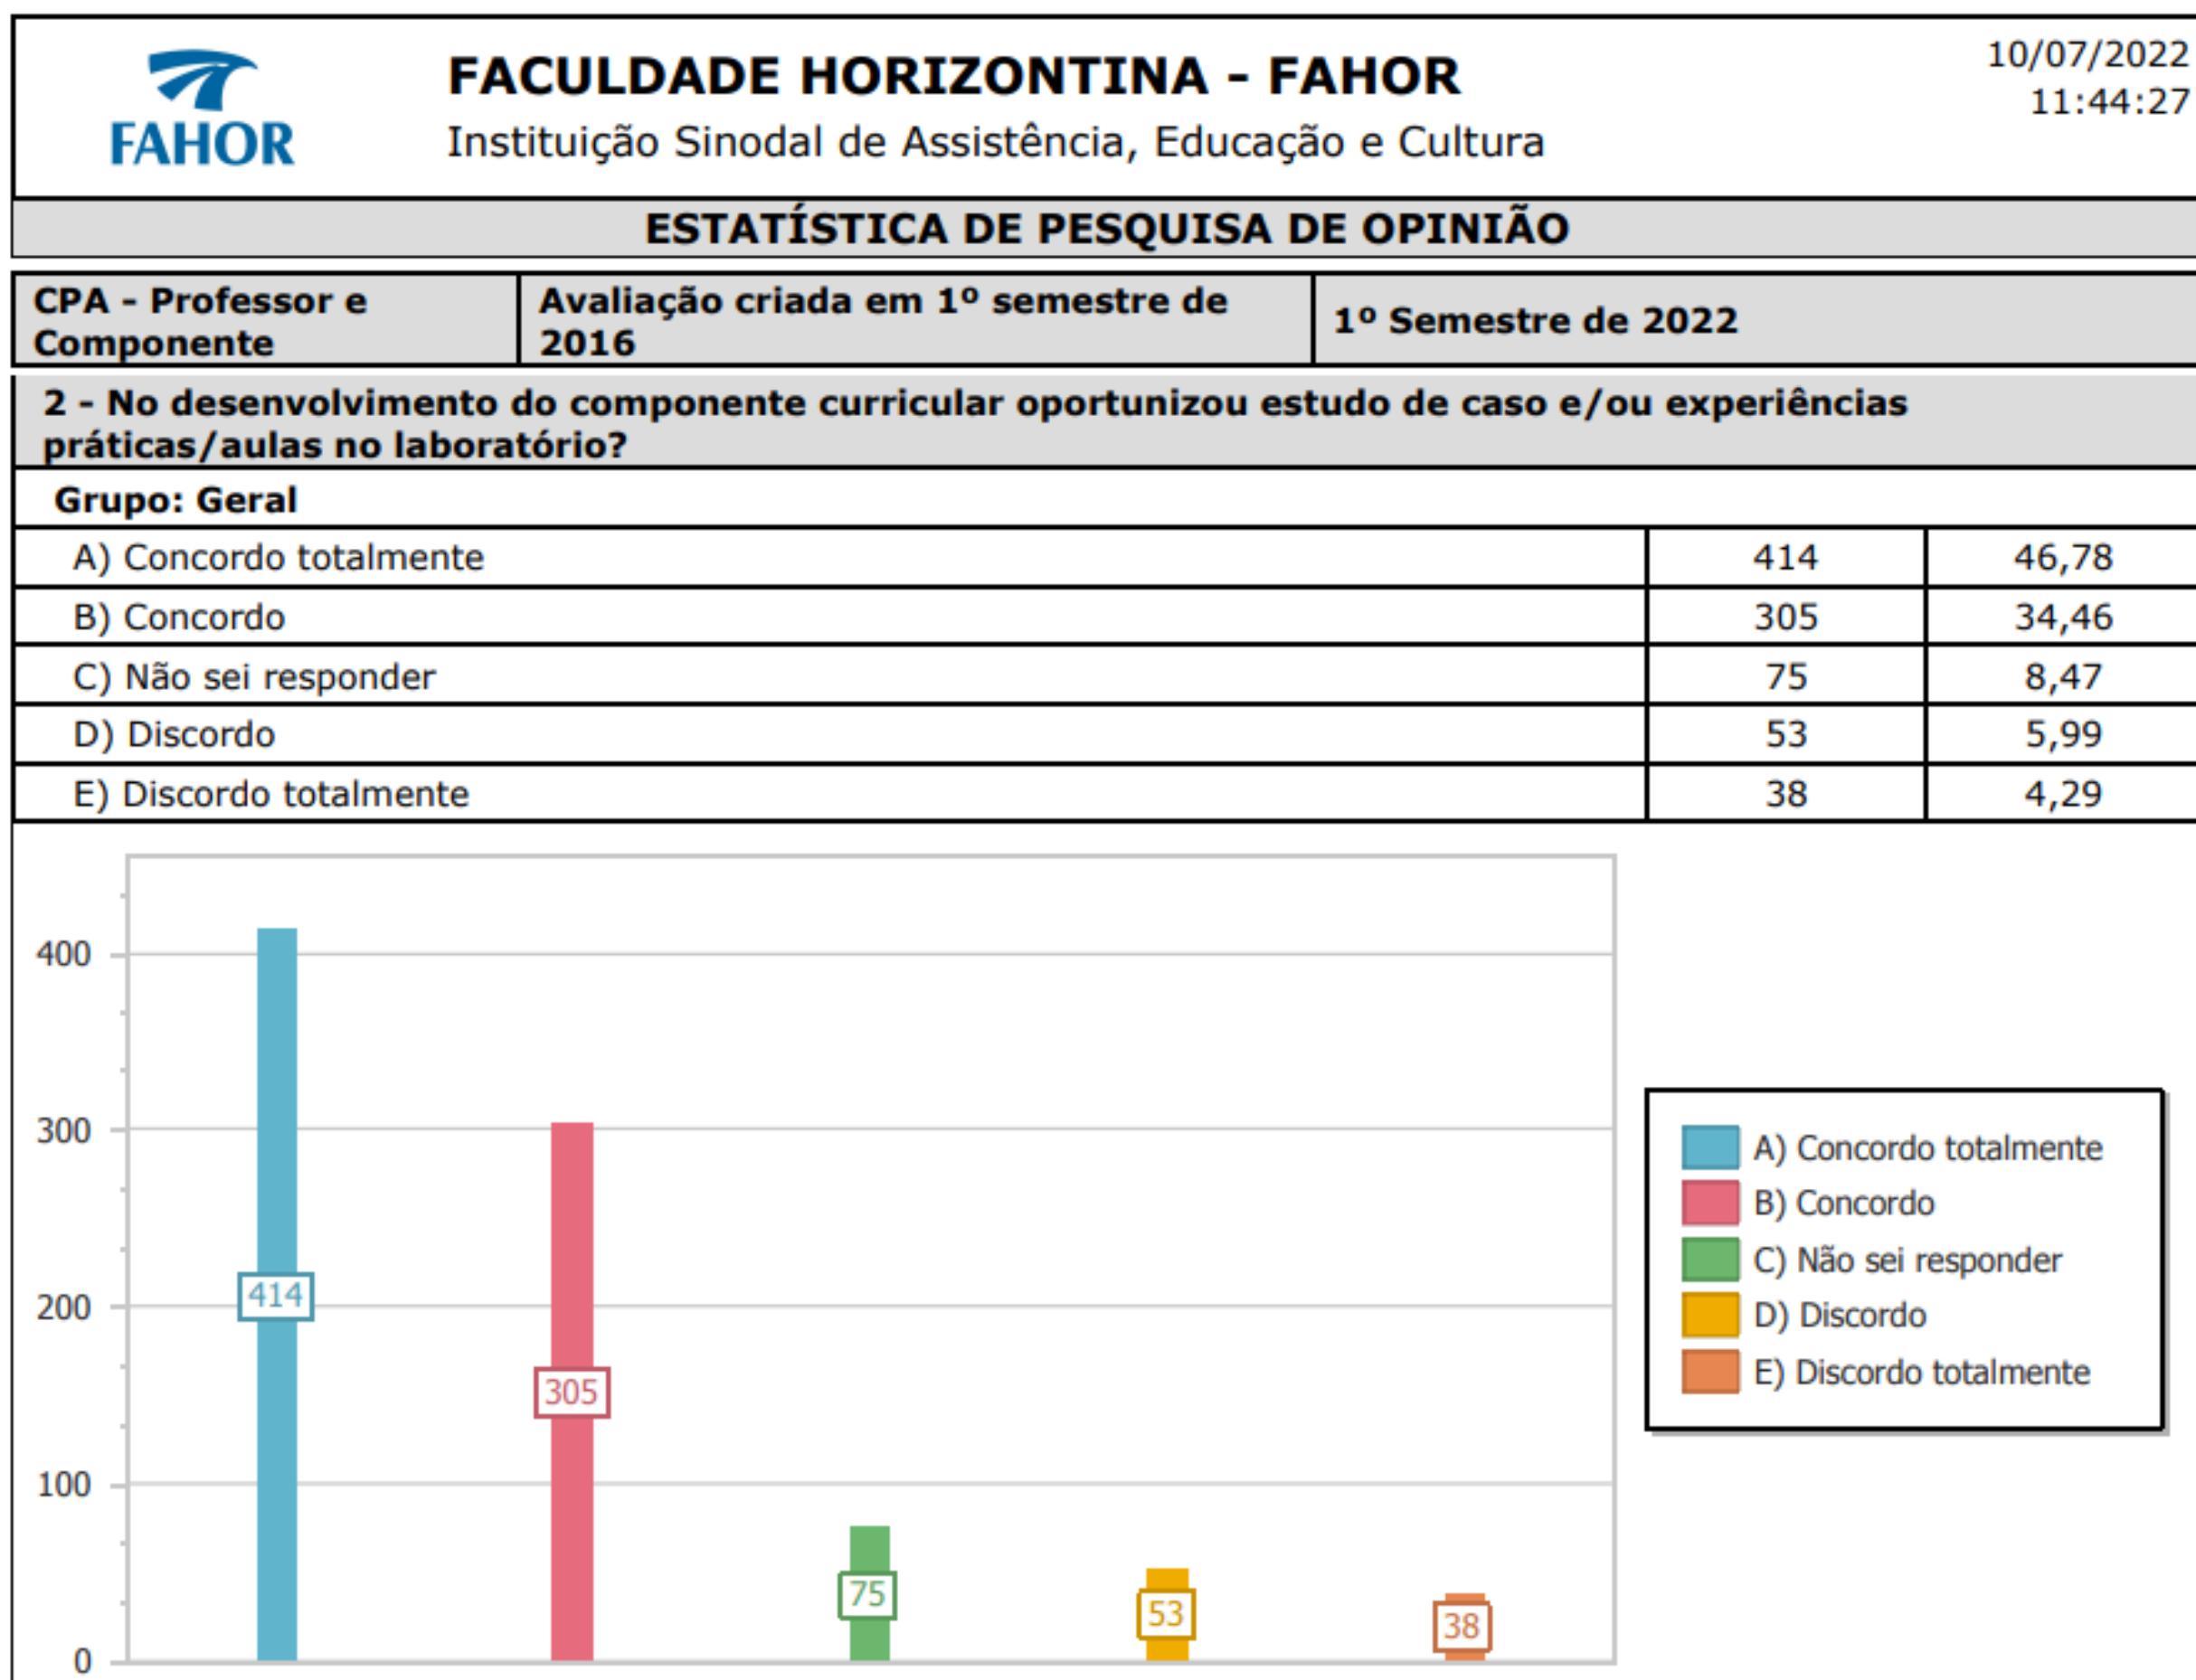 FAHOR
FACULDADE HORIZONTINA - FAHOR
Instituição Sinodal de Assistência, Educação e Cultura
10/07/2022
11:44:27
ESTATÍSTICA DE PESQUISA DE OPINIÃO
CPA - Professor e
Componente
Avaliação criada em 1º semestre de
2016
1º Semestre de 2022
2 - No desenvolvimento do componente curricular oportunizou estudo de caso e/ou experiências
práticas/aulas no laboratório?
Grupo: Geral
A) Concordo totalmente 414 46,78
B) Concordo 305 34,46
C) Não sei responder 75 8,47
D) Discordo 53 5,99
E) Discordo totalmente 38 4,29
400
300
200
100
0
414
305
75
53
38
A) Concordo totalmente
B) Concordo
C) Não sei responder
D) Discordo
E) Discordo totalmente